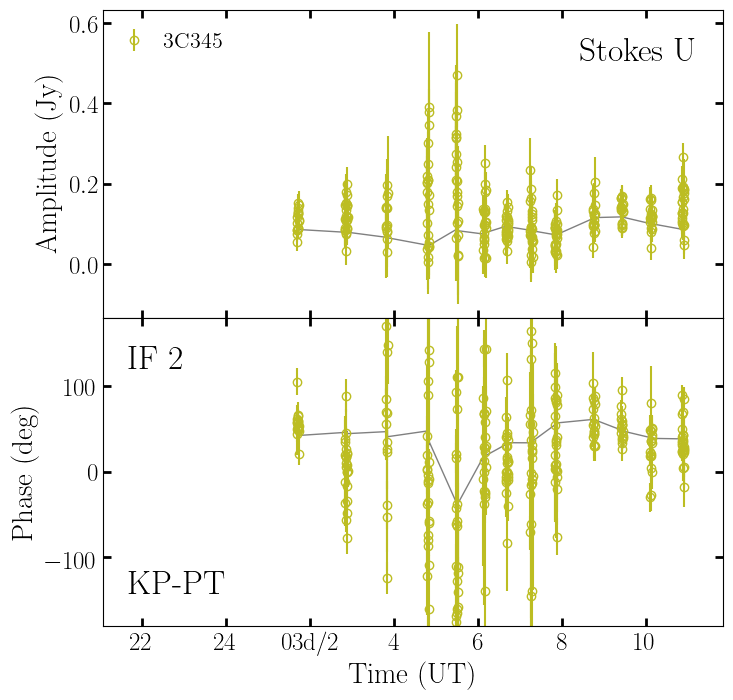 0.6
0.4
0.2
0.0
Amplitude (Jy)
3C345
Stokes U
IF 2
KP-PT
100
0
−100
Phase (deg)
22 24 03d/2 4 6 8 10
Time (UT)